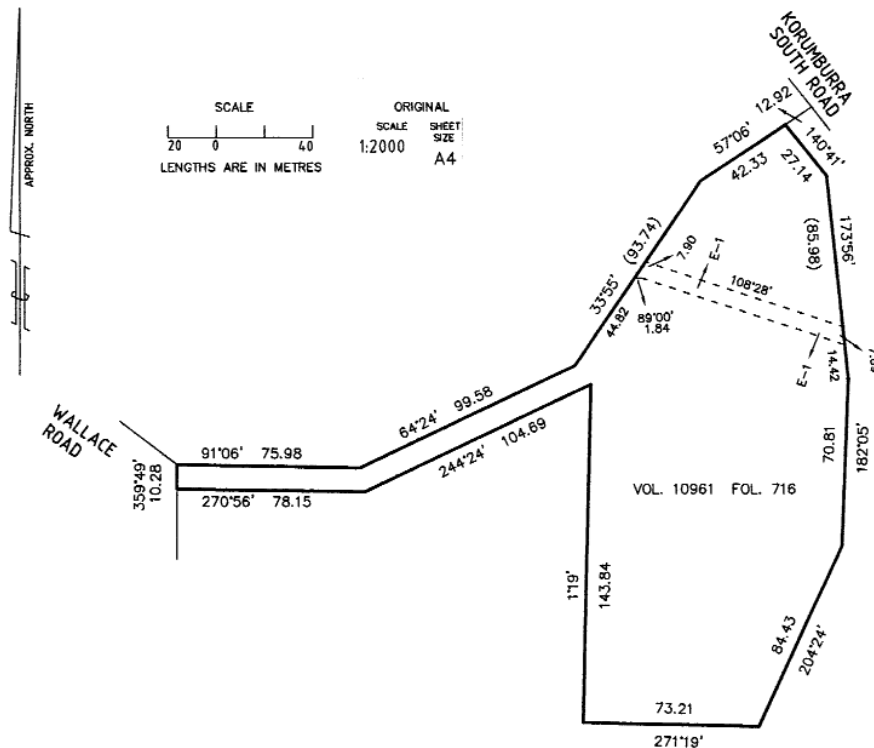 APPROX. NORTH
SCALE
20 0 40
LENGTHS ARE IN METRES
ORIGINAL
SCALE SHEET SIZE
1:2000 A4
KORUMBURRA
SOUTH ROAD
12.92
57°06'
42.33
140°41'
27.14
(93.74)
7.90
E-1
108°28'
(85.98)
173°56'
33°55'
44.82
89°00'
1.84
E-1
14.42
64°24' 99.58
244°24' 104.69
WALLACE
ROAD
91°06' 75.98
359°49'
10.28
270°56' 78.15
70.81
182°05'
VOL. 10961 FOL. 716
1°19'
143.84
84.43
204°24'
73.21
271°19'